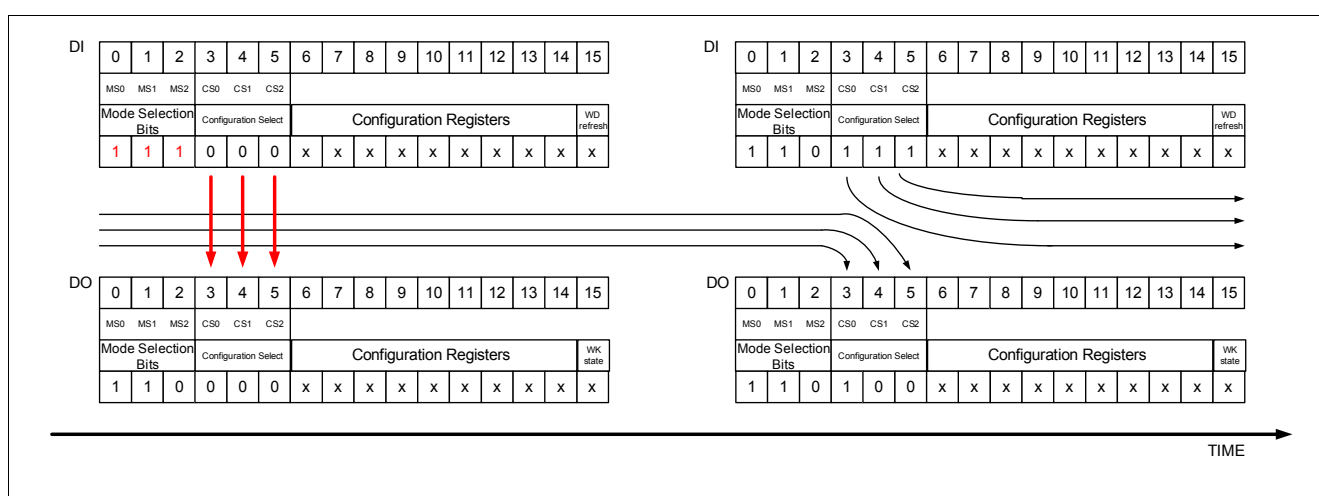 DI 0 1 2 3 4 5 6 7 8 9 10 11 12 13 14 15
MS0 MS1 MS2 CS0 CS1 CS2
Mode Selection
Bits
Configuration Select
Configuration Registers
WD
refresh
1 1 1 0 0 0 x x x x x x x x x x
DI 0 1 2 3 4 5 6 7 8 9 10 11 12 13 14 15
MS0 MS1 MS2 CS0 CS1 CS2
Mode Selection
Bits
Configuration Select
Configuration Registers
WD
refresh
1 1 0 1 1 1 x x x x x x x x x x
DO 0 1 2 3 4 5 6 7 8 9 10 11 12 13 14 15
MS0 MS1 MS2 CS0 CS1 CS2
Mode Selection
Bits
Configuration Select
Configuration Registers
WK
state
1 1 0 0 0 0 x x x x x x x x x x
DO 0 1 2 3 4 5 6 7 8 9 10 11 12 13 14 15
MS0 MS1 MS2 CS0 CS1 CS2
Mode Selection
Bits
Configuration Select
Configuration Registers
WK
state
1 1 0 1 0 0 x x x x x x x x x x
TIME